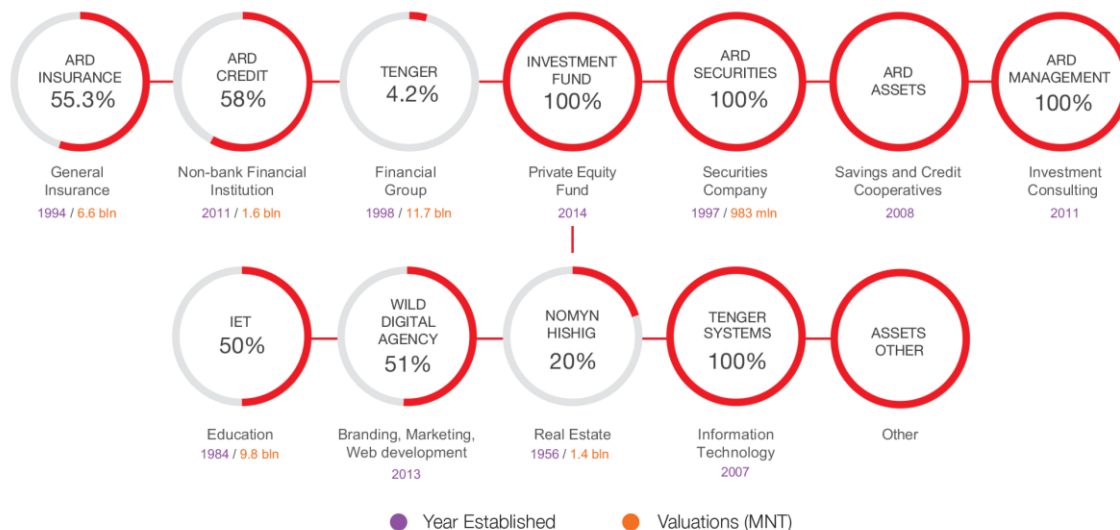 ARD
INSURANCE
55.3%
General
Insurance
1994 / 6.6 bln
ARD
CREDIT
58%
Non-bank Financial
Institution
2011 / 1.6 bln
TENGER
4.2%
Financial
Group
1998 / 11.7 bln
INVESTMENT
FUND
100%
Private Equity
Fund
2014
ARD
SECURITIES
100%
Securities
Company
1997 / 983 mln
ARD
ASSETS
Savings and Credit
Cooperatives
2008
ARD
MANAGEMENT
100%
Investment
Consulting
2011
IET
50%
Education
1984 / 9.8 bln
WILD
DIGITAL
AGENCY
51%
Branding, Marketing,
Web development
2013
NOMYN
HISHIG
20%
Real Estate
1956 / 1.4 bln
TENGER
SYSTEMS
100%
Information
Technology
2007
ASSETS
OTHER
Other
Year Established
Valuations (MNT)